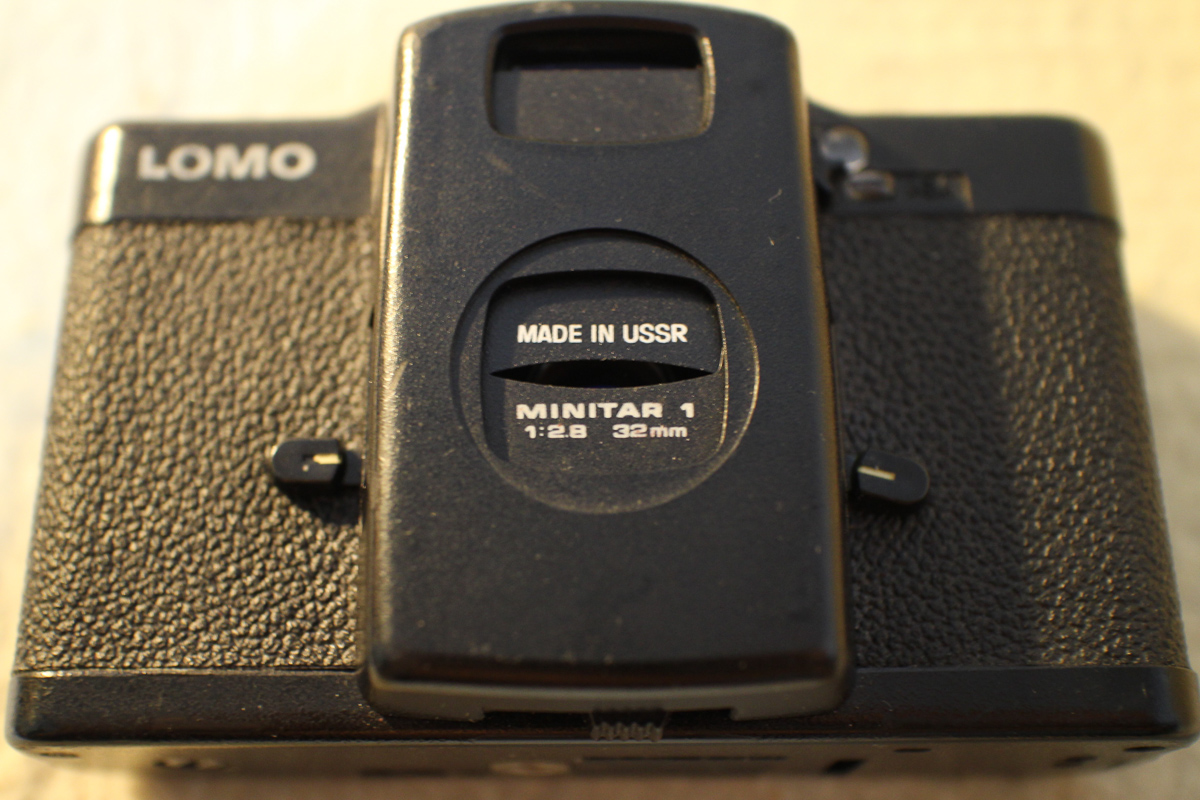 LOMO
MADE IN USSR
MINITAR 1
1:2.8 32mm